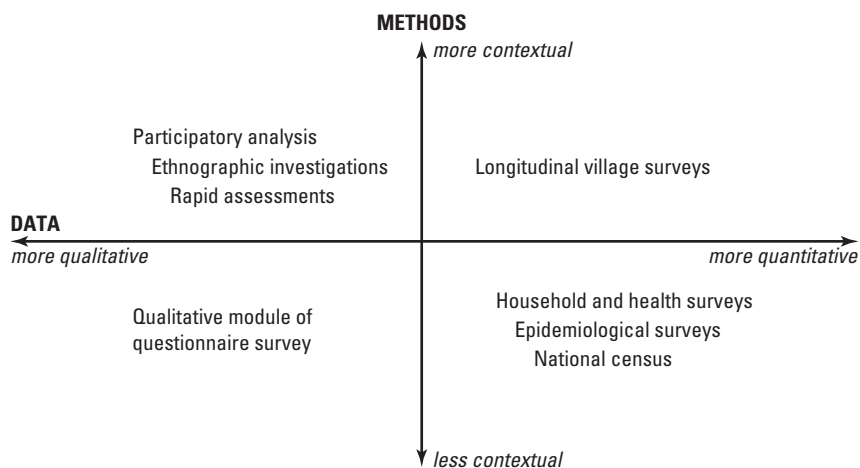 METHODS
more contextual
Participatory analysis
Ethnographic investigations
Longitudinal village surveys
Rapid assessments
DATA
more qualitative
more quantitative
Household and health surveys
Qualitative module of
questionnaire survey
Epidemiological surveys
National census
less contextual